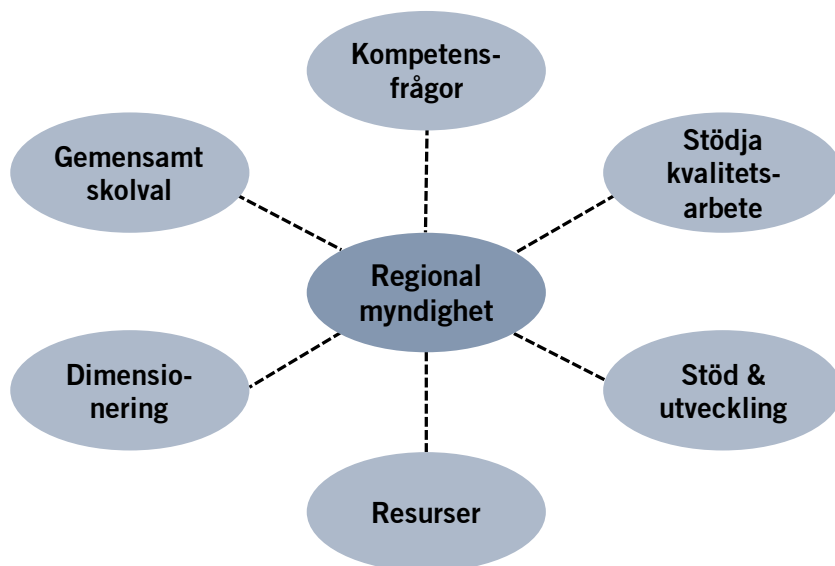 Kompetens-
frågor
Gemensamt
skolval
Stödja
kvalitets-
arbete
Regional
myndighet
Dimensio-
nering
Stöd &
utveckling
Resurser